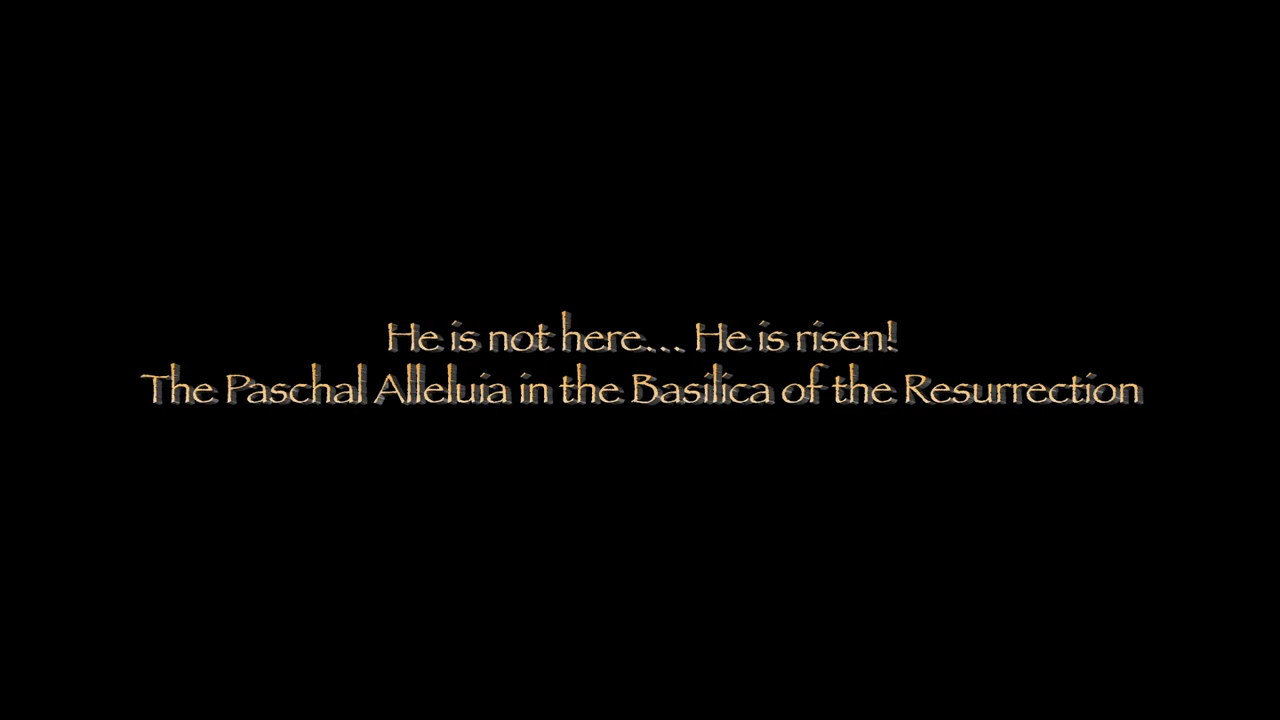 He is not here... He is risen!
The Paschal Alleluia in the Basilica of the Resurrection